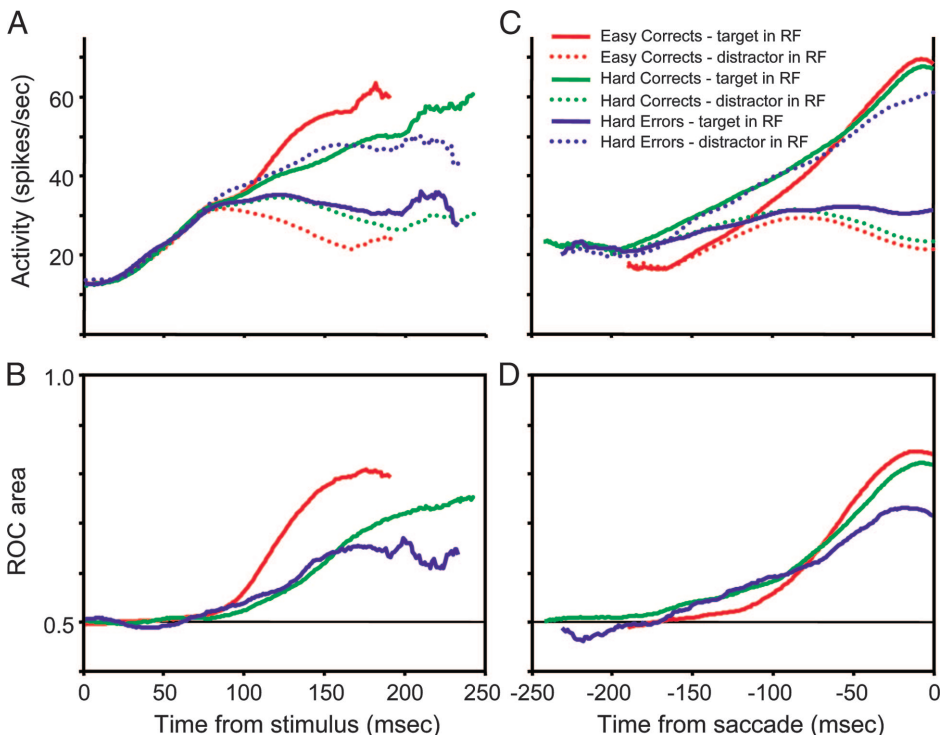 A
C
Easy Corrects - target in RF
Easy Corrects - distractor in RF
Hard Corrects - target in RF
Hard Corrects - distractor in RF
Hard Errors - target in RF
Hard Errors - distractor in RF
Activity (spikes/sec)
60
40
20
B
D
ROC area
1.0
0.5
0 50 100 150 200 250
-250 -200 -150 -100 -50 0
Time from stimulus (msec)
Time from saccade (msec)